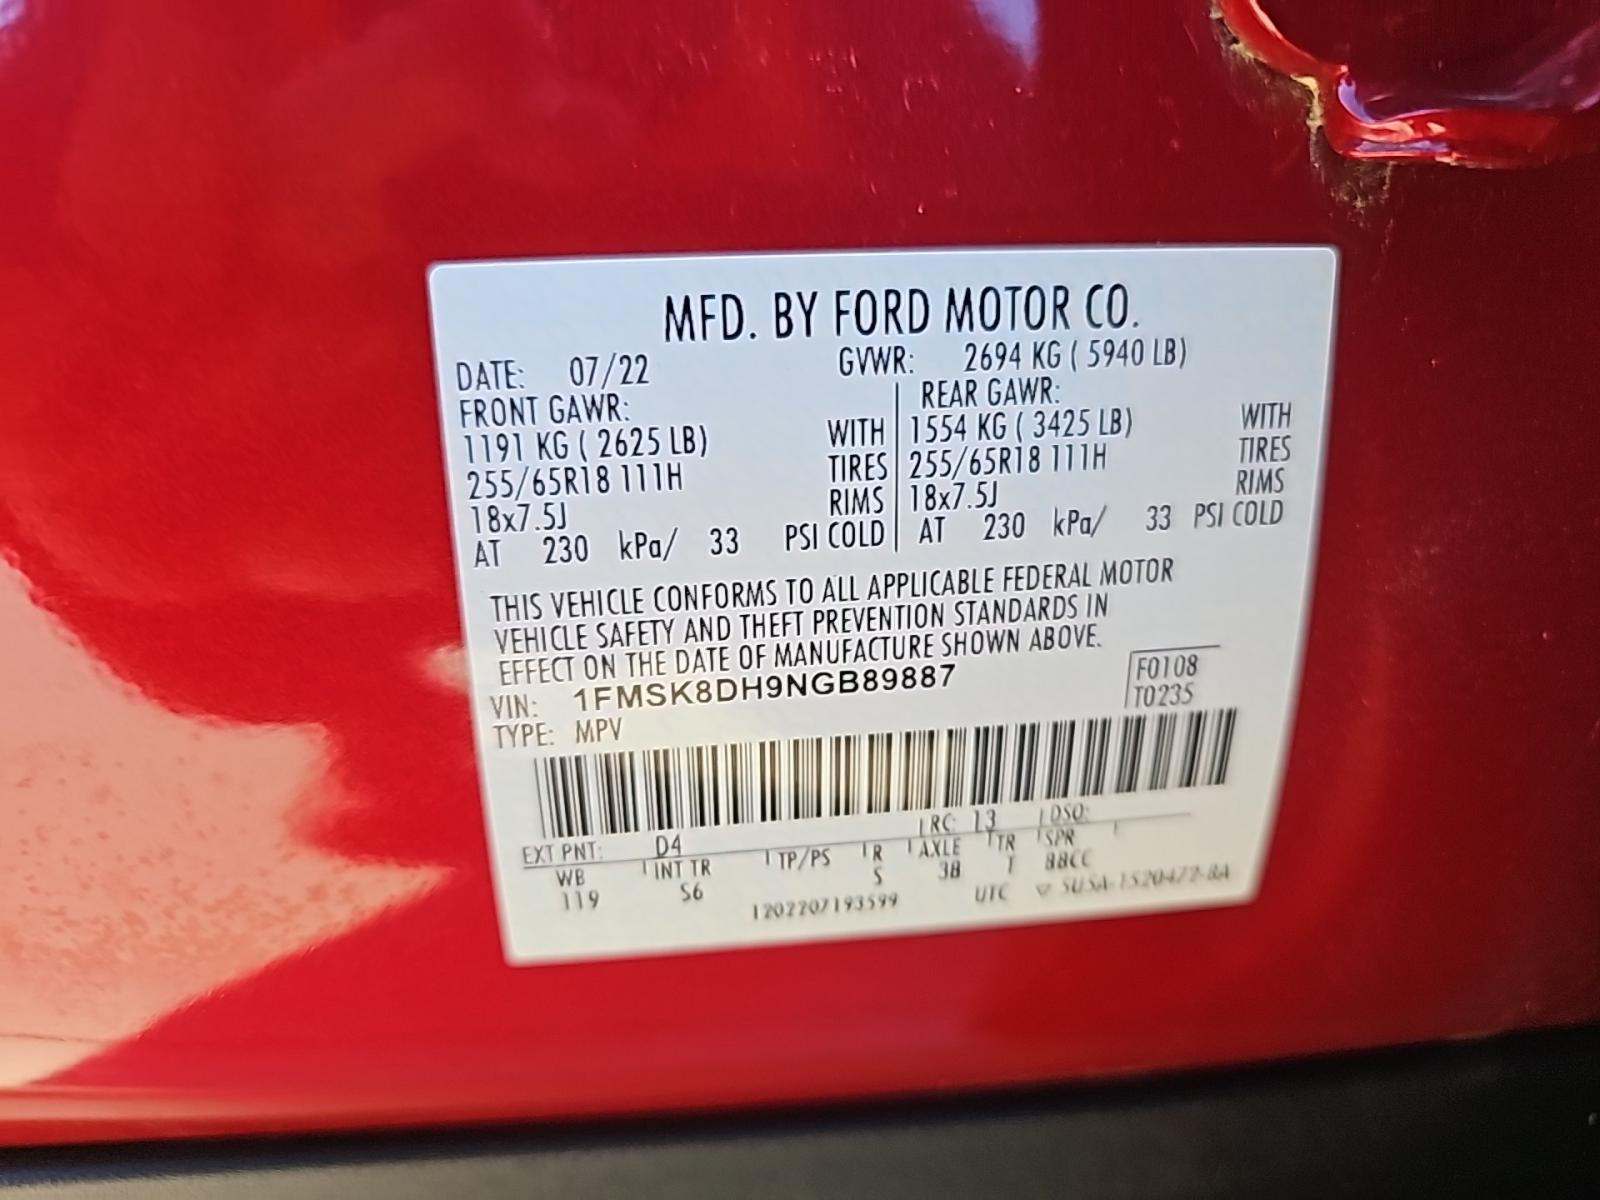 MFD. BY FORD MOTOR CO.
DATE: 07/22 GVWR: 2694 KG ( 5940 LB)
FRONT GAWR: REAR GAWR:
1191 KG ( 2625 LB) WITH 1554 KG ( 3425 LB) WITH
255/65R18 111H TIRES 255/65R18 111H TIRES
18x7.5J RIMS 18x7.5J RIMS
AT 230 kPa/ 33 PSI COLD AT 230 kPa/ 33 PSI COLD
THIS VEHICLE CONFORMS TO ALL APPLICABLE FEDERAL MOTOR
VEHICLE SAFETY AND THEFT PREVENTION STANDARDS IN
EFFECT ON THE DATE OF MANUFACTURE SHOWN ABOVE.
VIN: 1FMSK8DH9NGB89887 F0108
TYPE: MPV T0235
EXT PNT: D4 RC: 13 DSO:
WB INT TR TP/PS R AXLE TR SPR
119 S6 S 3B 1 88CC
1202207193599 UTC